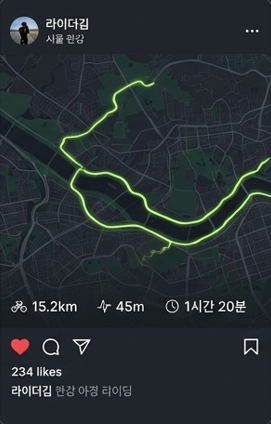 라이더김
서울 한강
15.2km
45m
1시간 20분
234 likes
라이더김 한강 야경 라이딩